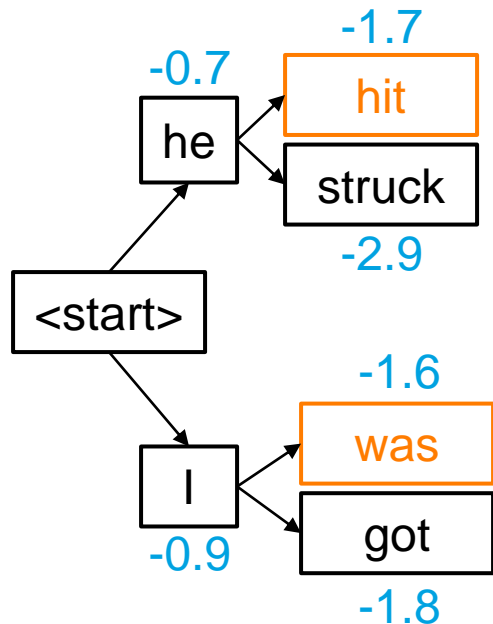 -1.7
-0.7
hit
he
struck
-2.9
<start>
-1.6
was
I
got
-0.9
-1.8